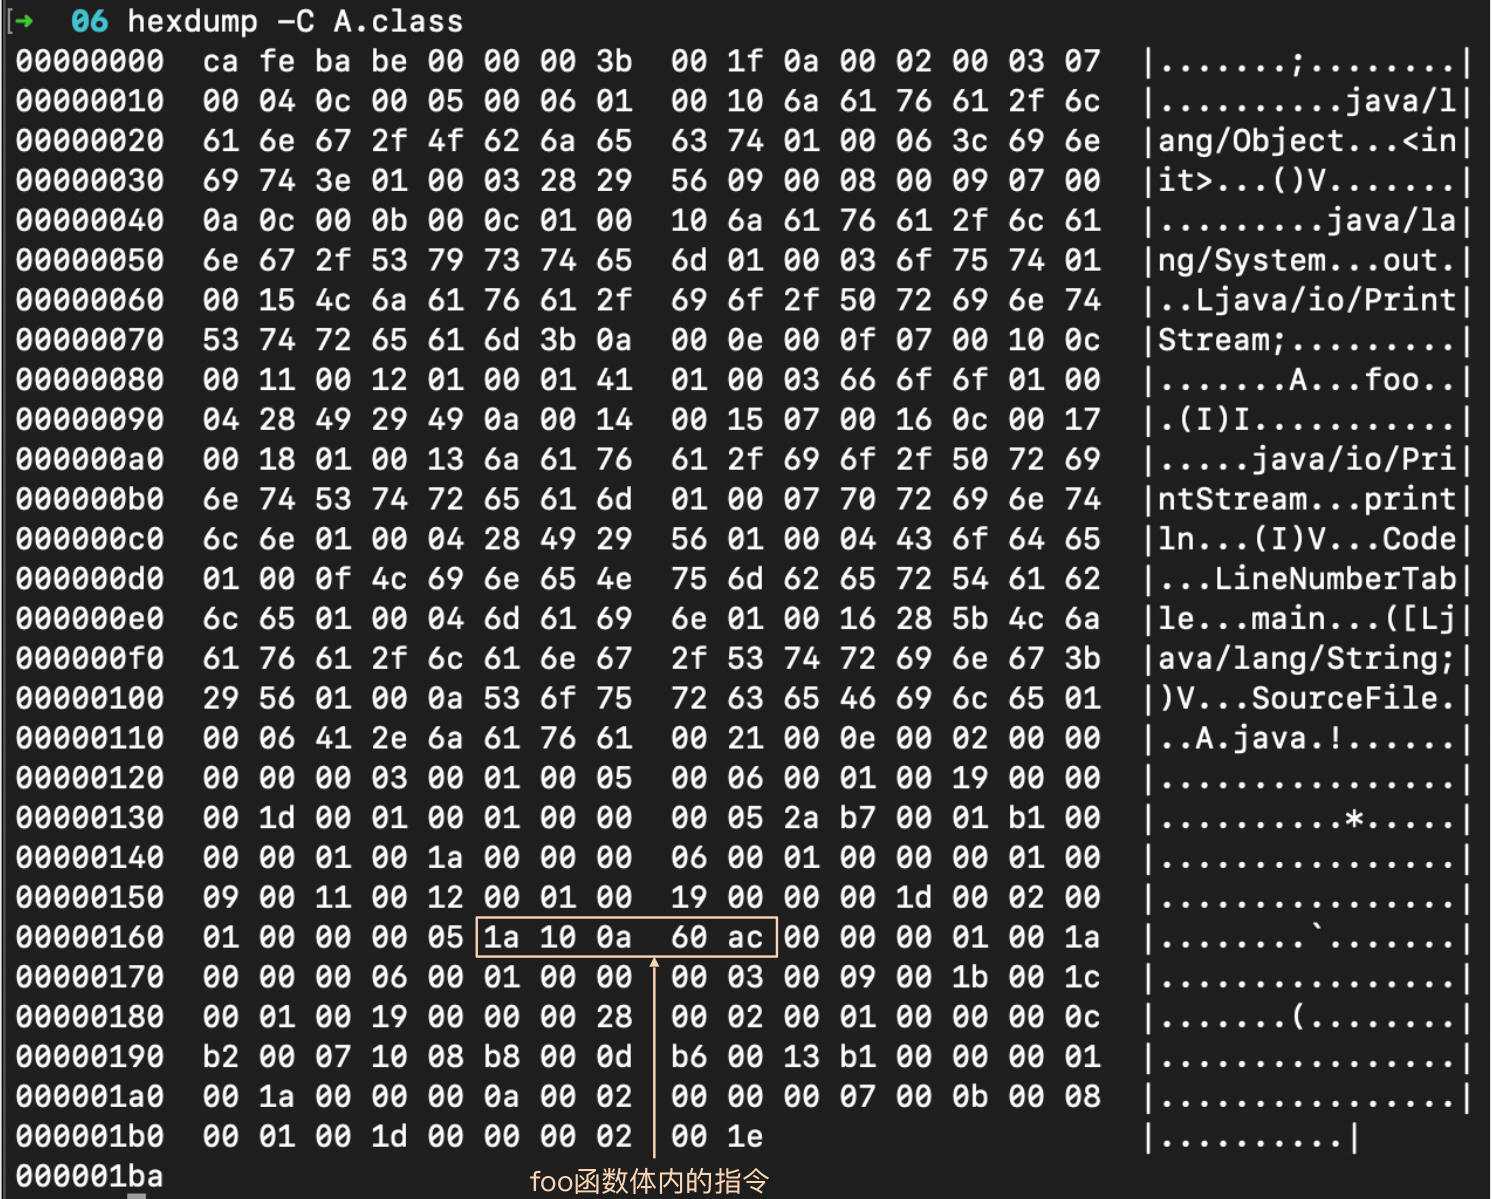 [➜ 06 hexdump -C A.class
00000000 ca fe ba be 00 00 00 3b 00 1f 0a 00 02 00 03 07 |.......;........|
00000010 00 04 0c 00 05 00 06 01 00 10 6a 61 76 61 2f 6c |..........java/l|
00000020 61 6e 67 2f 4f 62 6a 65 63 74 01 00 06 3c 69 6e |ang/Object...<in|
00000030 69 74 3e 01 00 03 28 29 56 09 00 08 00 09 07 00 |it>...()V.......|
00000040 0a 0c 00 0b 00 0c 01 00 10 6a 61 76 61 2f 6c 61 |.........java/la|
00000050 6e 67 2f 53 79 73 74 65 6d 01 00 03 6f 75 74 01 |ng/System...out.|
00000060 00 15 4c 6a 61 76 61 2f 69 6f 2f 50 72 69 6e 74 |..Ljava/io/Print|
00000070 53 74 72 65 61 6d 3b 0a 00 0e 00 0f 07 00 10 0c |Stream;.........|
00000080 00 11 00 12 01 00 01 41 01 00 03 66 6f 6f 01 00 |.......A...foo..|
00000090 04 28 49 29 49 0a 00 14 00 15 07 00 16 0c 00 17 |.(I)I...........|
000000a0 00 18 01 00 13 6a 61 76 61 2f 69 6f 2f 50 72 69 |.....java/io/Pri|
000000b0 6e 74 53 74 72 65 61 6d 01 00 07 70 72 69 6e 74 |ntStream...print|
000000c0 6c 6e 01 00 04 28 49 29 56 01 00 04 43 6f 64 65 |ln...(I)V...Code|
000000d0 01 00 0f 4c 69 6e 65 4e 75 6d 62 65 72 54 61 62 |...LineNumberTab|
000000e0 6c 65 01 00 04 6d 61 69 6e 01 00 16 28 5b 4c 6a |le...main...([Lj|
000000f0 61 76 61 2f 6c 61 6e 67 2f 53 74 72 69 6e 67 3b |ava/lang/String;|
00000100 29 56 01 00 0a 53 6f 75 72 63 65 46 69 6c 65 01 |)V...SourceFile.|
00000110 00 06 41 2e 6a 61 76 61 00 21 00 0e 00 02 00 00 |..A.java.!......|
00000120 00 00 00 03 00 01 00 05 00 06 00 01 00 19 00 00 |................|
00000130 00 1d 00 01 00 01 00 00 00 05 2a b7 00 01 b1 00 |..........*.....|
00000140 00 00 01 00 1a 00 00 00 06 00 01 00 00 00 01 00 |................|
00000150 09 00 11 00 12 00 01 00 19 00 00 00 1d 00 02 00 |................|
00000160 01 00 00 00 05 1a 10 0a 60 ac 00 00 00 01 00 1a |........`.......|
00000170 00 00 00 06 00 01 00 00 00 03 00 09 00 1b 00 1c |................|
00000180 00 01 00 19 00 00 00 28 00 02 00 01 00 00 00 0c |.......(........|
00000190 b2 00 07 10 08 b8 00 0d b6 00 13 b1 00 00 00 01 |................|
000001a0 00 1a 00 00 00 0a 00 02 00 00 00 07 00 0b 00 08 |................|
000001b0 00 01 00 1d 00 00 00 02 00 1e |..........|
000001ba
foo函数体内的指令